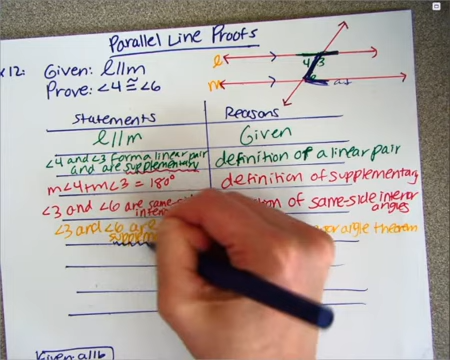 Parallel Line Proofs
Given: l||m
Prove: ∠4 ≅ ∠6
l
m
4 3
Statements
Reasons
l||m
Given
∠4 and ∠3 form a linear pair
and are supplementary
definition of a linear pair
m∠4+m∠3 = 180°
definition of supplementary
∠3 and ∠6 are same-side
of same-side interior
angles
∠3 and ∠6 are
angle theorem
Given: a||b